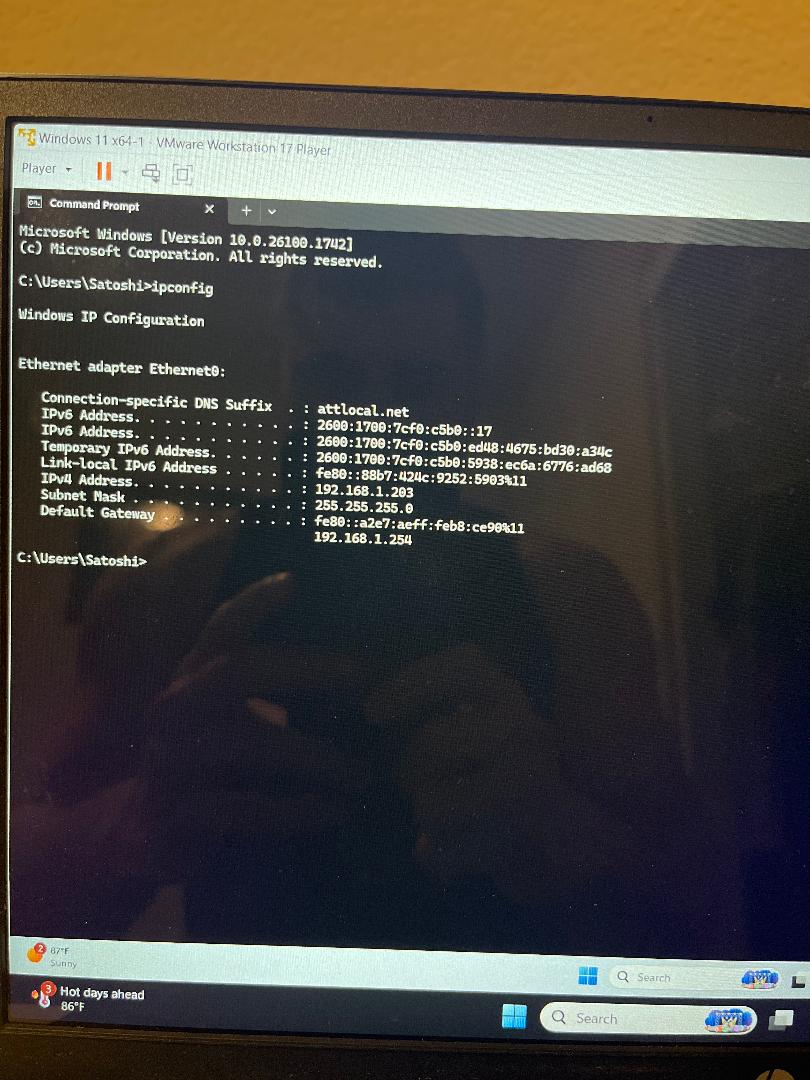 Windows 11 x64-1 - VMware Workstation 17 Player
Player
Command Prompt
Microsoft Windows [Version 10.0.26100.1742]
(c) Microsoft Corporation. All rights reserved.
C:\Users\Satoshi>ipconfig
Windows IP Configuration
Ethernet adapter Ethernet0:
Connection-specific DNS Suffix . : attlocal.net
IPv6 Address. . . . . . . . . . . : 2600:1700:7cf0:c5b0::17
IPv6 Address. . . . . . . . . . . : 2600:1700:7cf0:c5b0:ed48:4675:bd30:a34c
Temporary IPv6 Address. . . . . . : 2600:1700:7cf0:c5b0:5938:ec6a:6776:ad68
Link-local IPv6 Address . . . . . : fe80::88b7:424c:9252:5903%11
IPv4 Address. . . . . . . . . . . : 192.168.1.203
Subnet Mask . . . . . . . . . . . : 255.255.255.0
Default Gateway . . . . . . . . . : fe80::a2e7:aeff:feb8:ce90%11
192.168.1.254
C:\Users\Satoshi>
2
87°F
Sunny
Search
3
Hot days ahead
86°F
Search